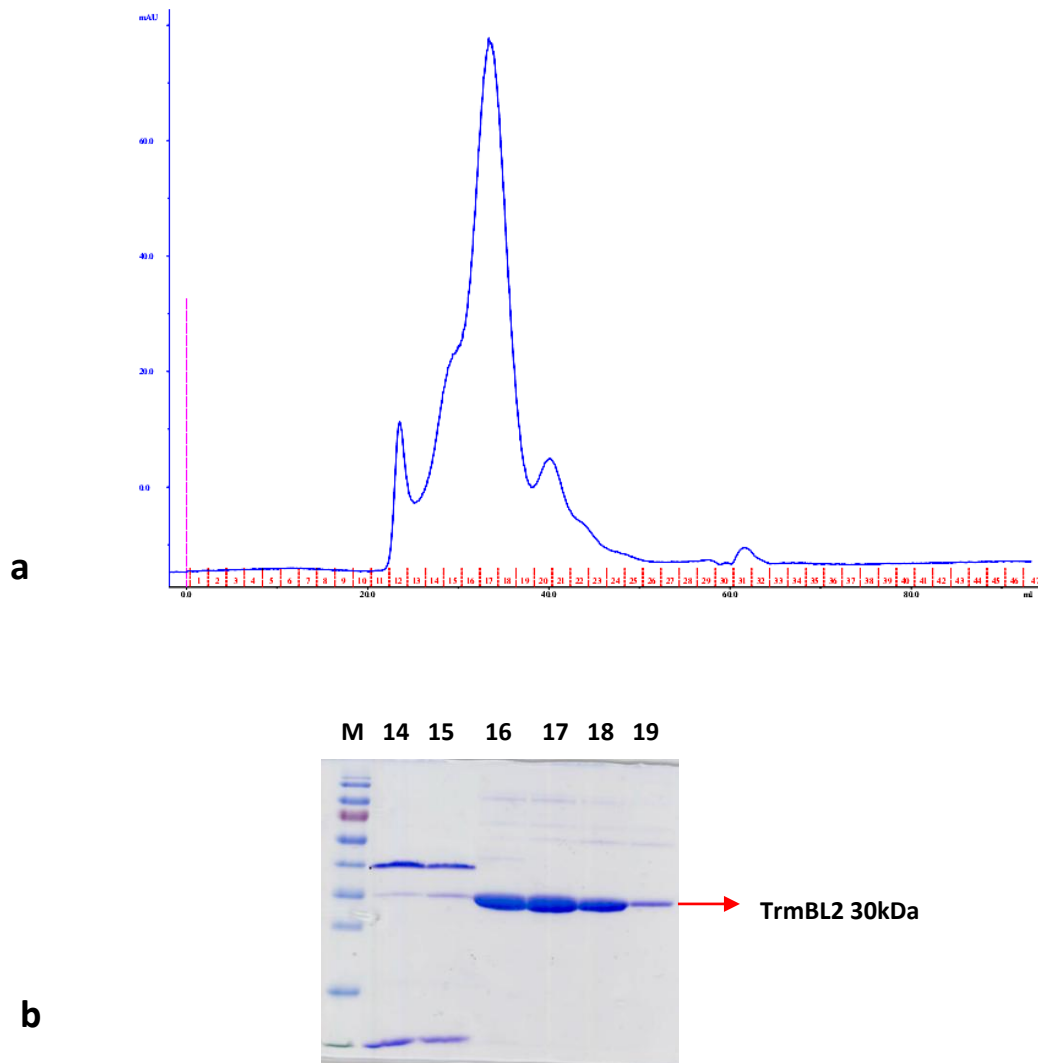 mAU
60.0
40.0
20.0
0.0
a
1 2 3 4 5 6 7 8 9 10 11 12 13 14 15 16 17 18 19 20 21 22 23 24 25 26 27 28 29 30 31 32 33 34 35 36 37 38 39 40 41 42 43 44 45 46 47
0.0 20.0 40.0 60.0 80.0 ml
M 14 15 16 17 18 19
TrmBL2 30kDa
b